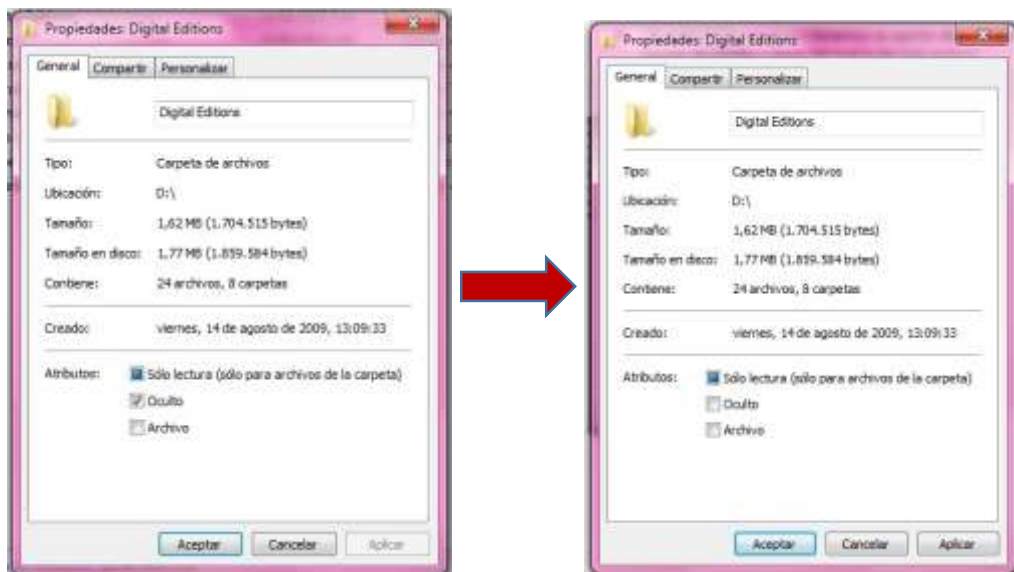 Propiedades: Digital Editions
General Compartir Personalizar
Digital Editions
Tipo: Carpeta de archivos
Ubicación: D:\
Tamaño: 1,62 MB (1.704.515 bytes)
Tamaño en disco: 1,77 MB (1.859.584 bytes)
Contiene: 24 archivos, 8 carpetas
Creado: viernes, 14 de agosto de 2009, 13:09:33
Atributos: Sólo lectura (sólo para archivos de la carpeta)
Oculto
Archivo
Aceptar Cancelar Aplicar
Propiedades: Digital Editions
General Compartir Personalizar
Digital Editions
Tipo: Carpeta de archivos
Ubicación: D:\
Tamaño: 1,62 MB (1.704.515 bytes)
Tamaño en disco: 1,77 MB (1.859.584 bytes)
Contiene: 24 archivos, 8 carpetas
Creado: viernes, 14 de agosto de 2009, 13:09:33
Atributos: Sólo lectura (sólo para archivos de la carpeta)
Oculto
Archivo
Aceptar Cancelar Aplicar